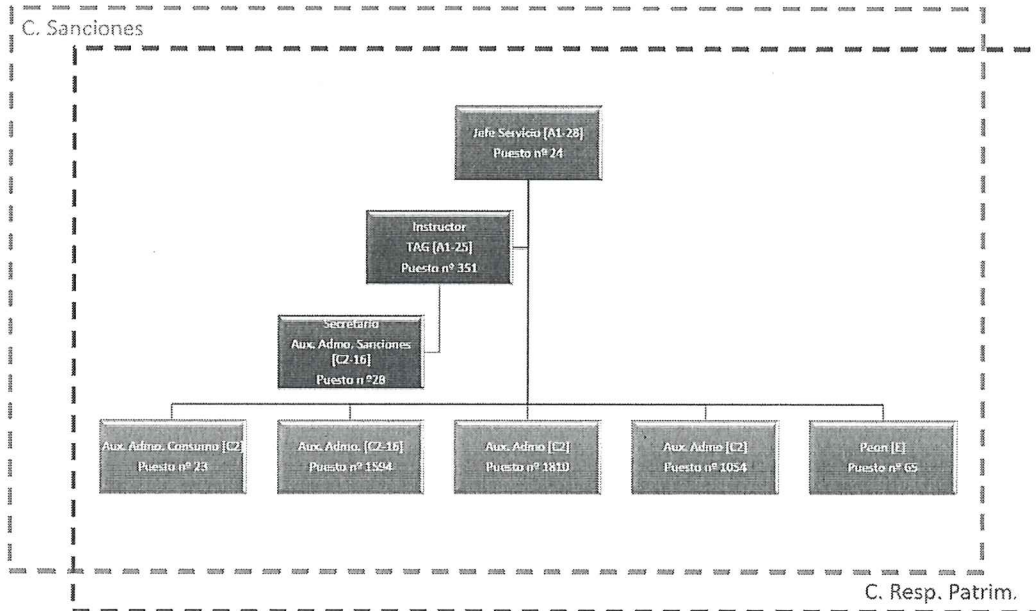 C. Sanciones
Jefe Servicio [A1-28]
Puesto nº 24
Instructor
TAG [A1-25]
Puesto nº 351
Secretario
Aux. Admo. Sanciones
[C2-16]
Puesto n º28
Aux. Admo. Consumo [C2]
Puesto nº 23
Aux. Admo. [C2-16]
Puesto nº 1594
Aux. Admo [C2]
Puesto nº 1810
Aux. Admo [C2]
Puesto nº 1054
Peon [E]
Puesto nº 65
C. Resp. Patrim.